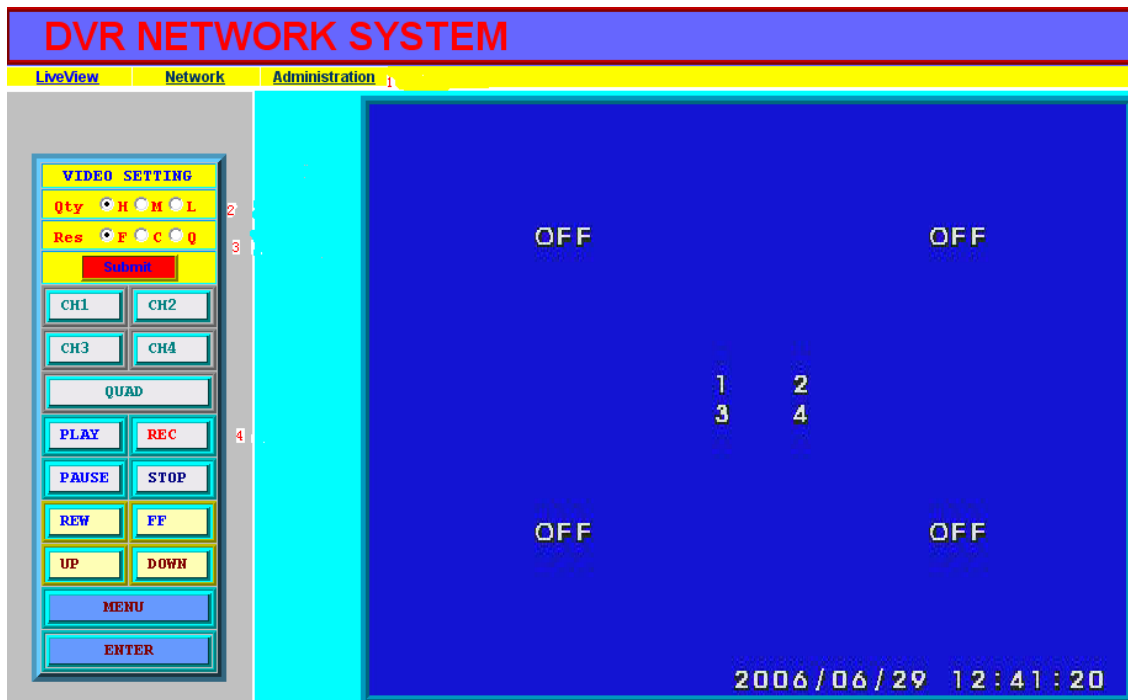 DVR NETWORK SYSTEM
LiveView Network Administration 1
VIDEO SETTING
Qty H M L 2
Res F C Q 3
Submit
CH1 CH2
CH3 CH4
QUAD
PLAY REC 4
PAUSE STOP
REW FF
UP DOWN
MENU
ENTER
OFF OFF
1 2
3 4
OFF OFF
2006/06/29 12:41:20